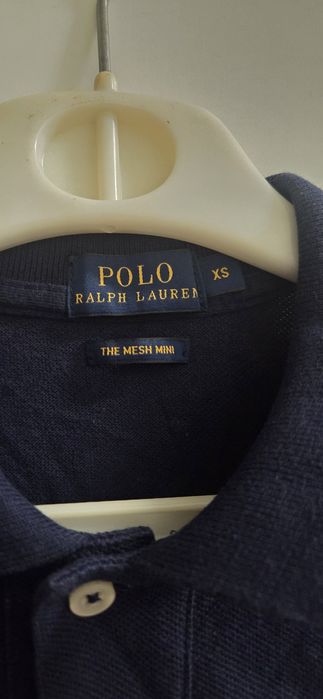 POLO
RALPH LAUREN
XS
THE MESH MINI